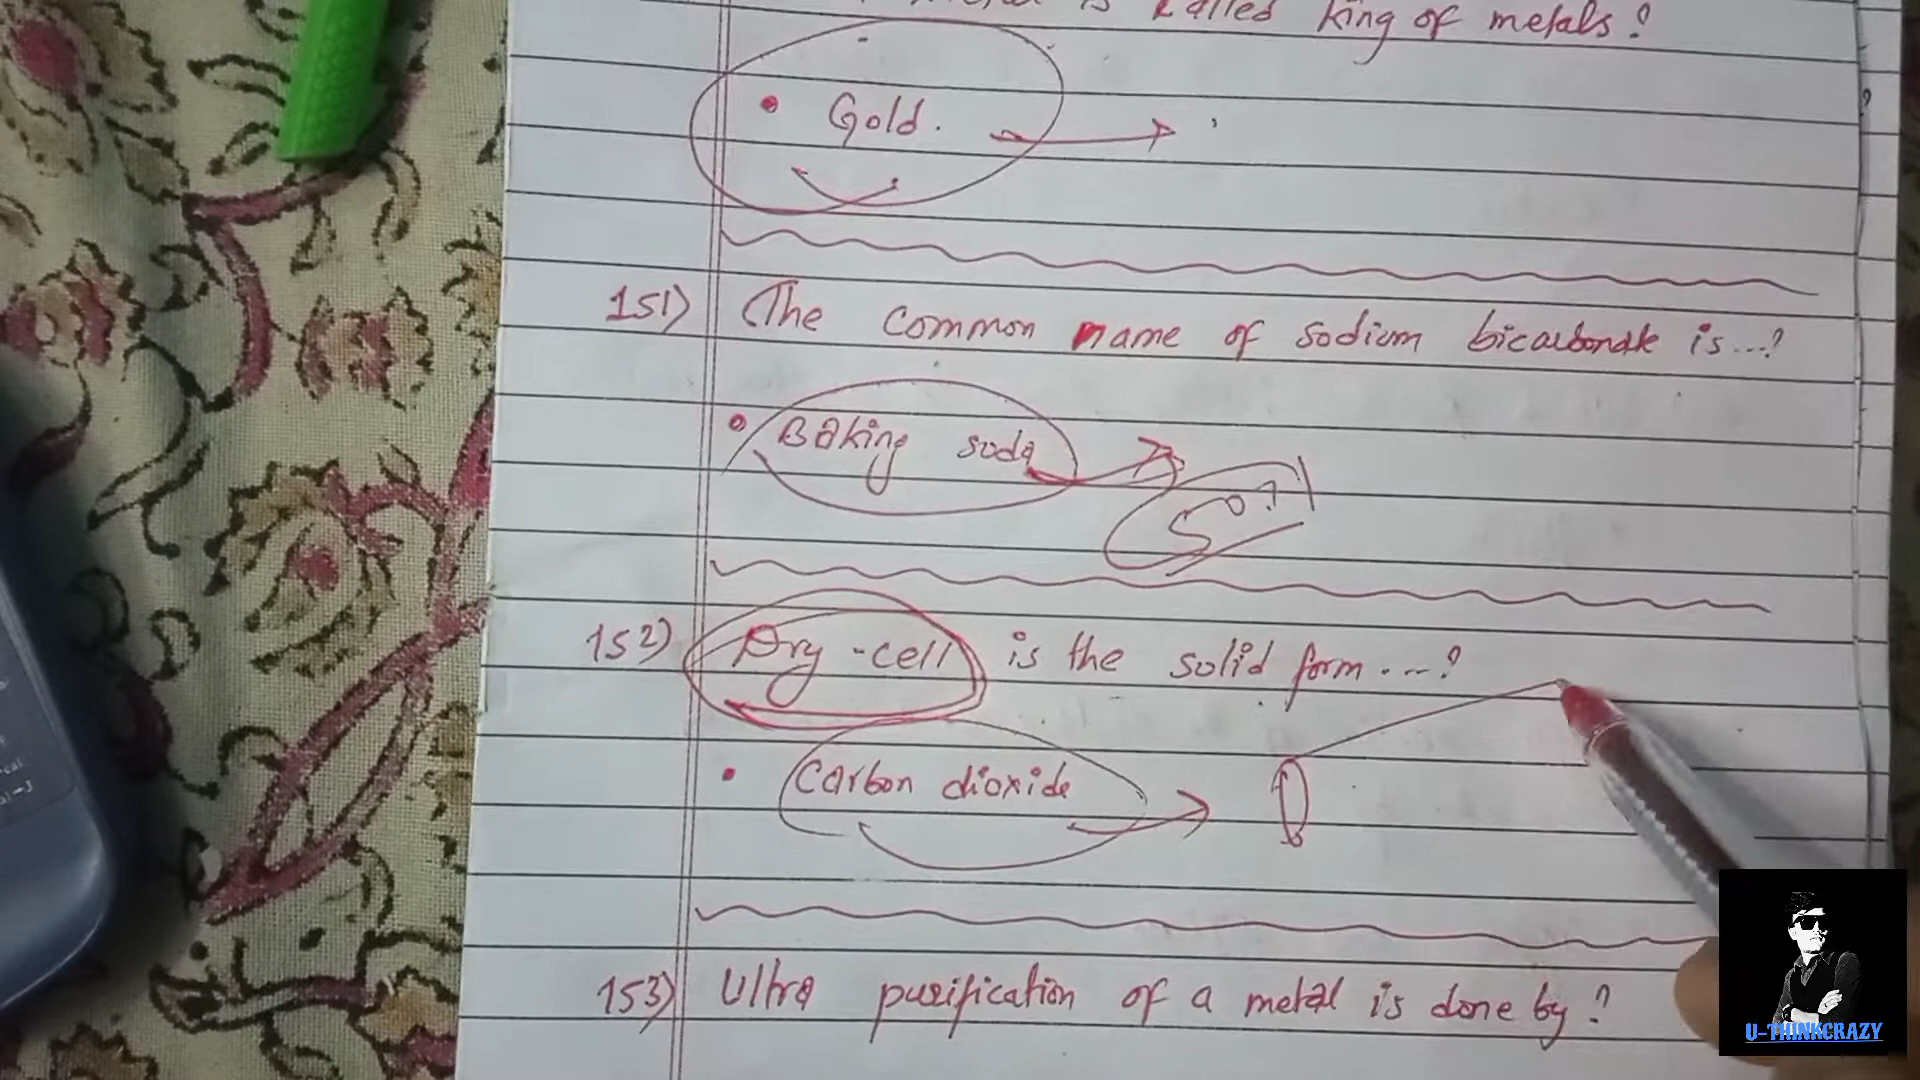 is called king of metals?
• Gold.
151) The common name of sodium bicarbonate is...?
• Baking soda
152) Dry-cell is the solid form...?
• Carbon dioxide
153) Ultra purification of a metal is done by?
U-THINKCRAZY